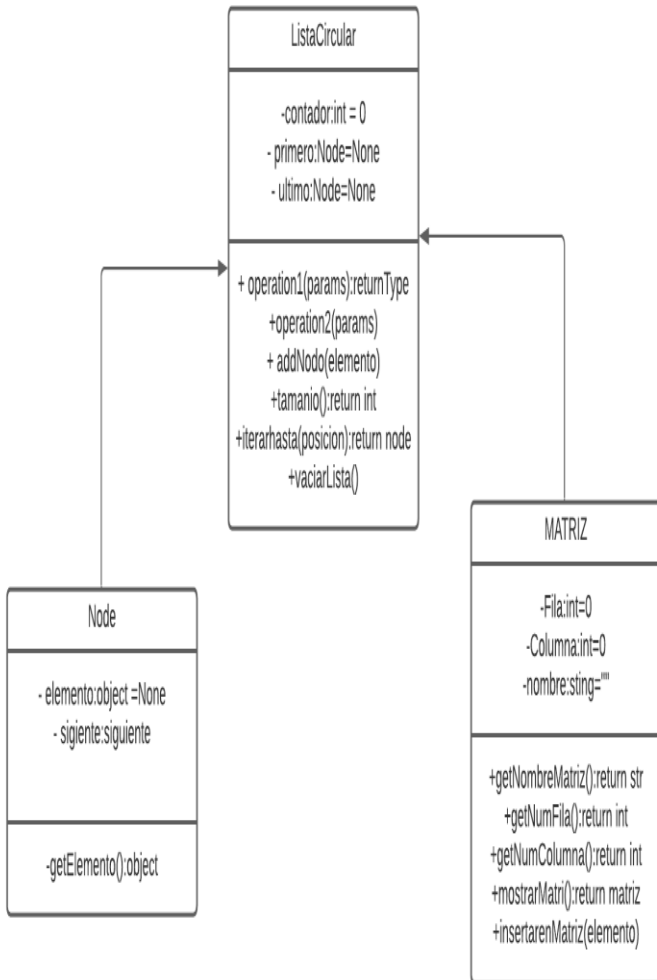 ListaCircular
-contador:int = 0
- primero:Node=None
- ultimo:Node=None
+ operation1(params):returnType
+operation2(params)
+ addNodo(elemento)
+tamanio():return int
+iterarhasta(posicion):return node
+vaciarLista()
Node
- elemento:object =None
- sigiente:siguiente
-getElemento():object
MATRIZ
-Fila:int=0
-Columna:int=0
-nombre:sting=""
+getNombreMatriz():return str
+getNumFila():return int
+getNumColumna():return int
+mostrarMatri():return matriz
+insertarenMatriz(elemento)